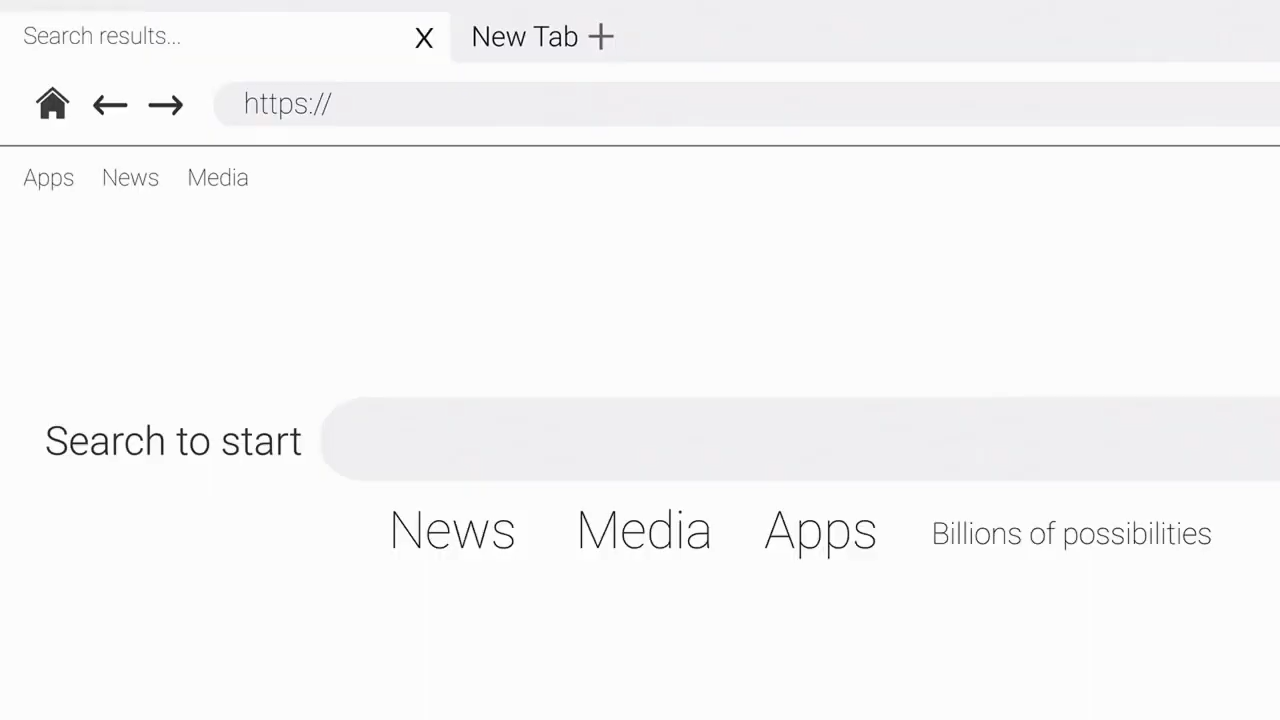 Search results... X New Tab +
https://
Apps News Media
Search to start
News Media Apps Billions of possibilities